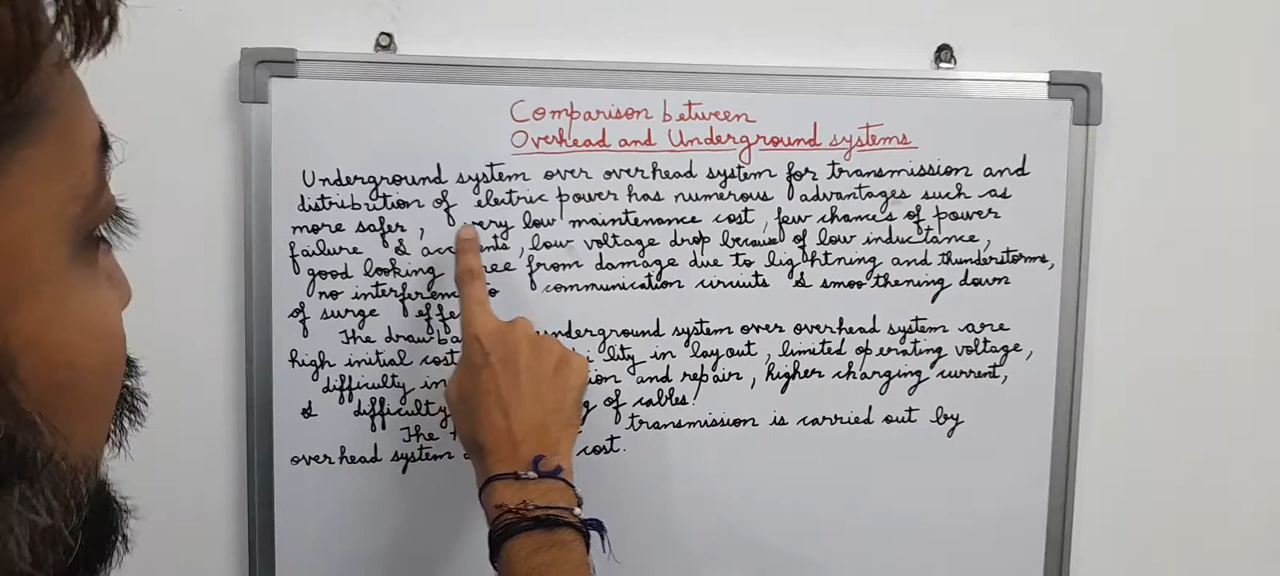 Comparison between
Overhead and Underground systems
Underground system over overhead system for transmission and
distribution of electric power has numerous advantages such as
more safer, very low maintenance cost, few chances of power
failure & accidents, low voltage drop because of low inductance,
good looking free from damage due to lightning and thunderstorms,
no interference to communication circuits & smoothening down
of surge
The underground system over overhead system are
high initial cost in layout, limited operating voltage,
difficulty in and repair, higher charging current,
& difficulty of cables.
The transmission is carried out by
overhead system cost.